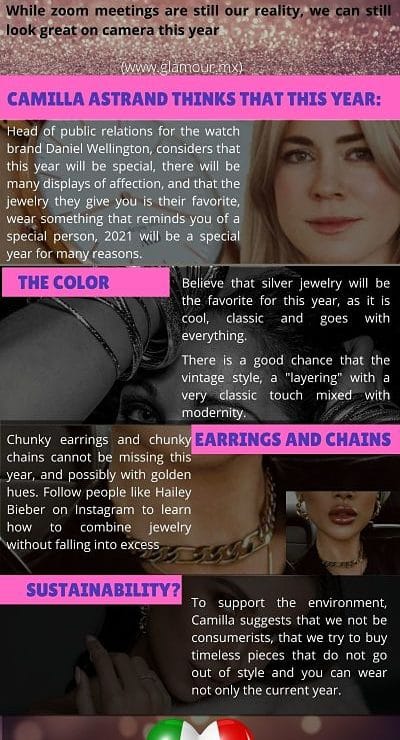 While zoom meetings are still our reality, we can still
look great on camera this year
(www.glamour.mx)
CAMILLA ASTRAND THINKS THAT THIS YEAR:
Head of public relations for the watch
brand Daniel Wellington, considers that
this year will be special, there will be
many displays of affection, and that the
jewelry they give you is their favorite,
wear something that reminds you of a
special person, 2021 will be a special
year for many reasons.
THE COLOR
Believe that silver jewelry will be
the favorite for this year, as it is
cool, classic and goes with
everything.
There is a good chance that the
vintage style, a "layering" with a
very classic touch mixed with
modernity.
EARRINGS AND CHAINS
Chunky earrings and chunky
chains cannot be missing this
year, and possibly with golden
hues. Follow people like Hailey
Bieber on Instagram to learn
how to combine jewelry
without falling into excess
SUSTAINABILITY?
To support the environment,
Camilla suggests that we not be
consumerists, that we try to buy
timeless pieces that do not go
out of style and you can wear
not only the current year.